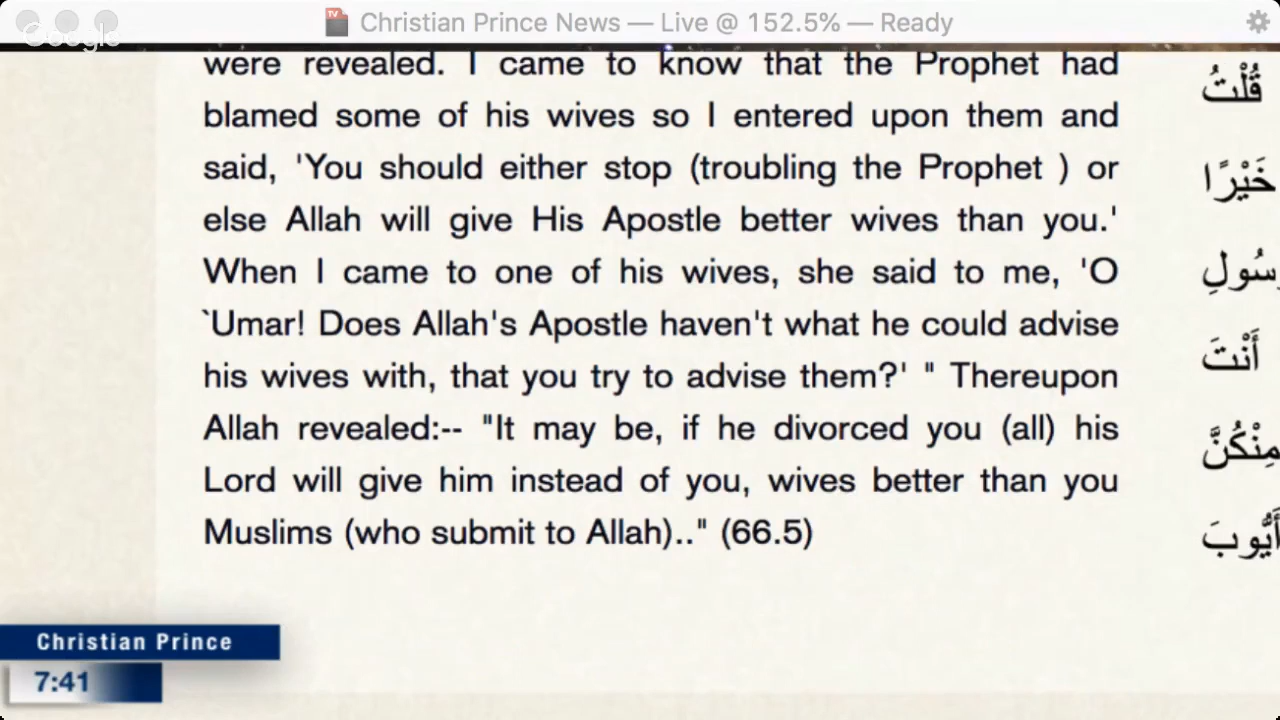 Christian Prince News — Live @ 152.5% — Ready
Google
were revealed. I came to know that the Prophet had
blamed some of his wives so I entered upon them and
said, 'You should either stop (troubling the Prophet ) or
else Allah will give His Apostle better wives than you.'
When I came to one of his wives, she said to me, 'O
`Umar! Does Allah's Apostle haven't what he could advise
his wives with, that you try to advise them?' " Thereupon
Allah revealed:-- "It may be, if he divorced you (all) his
Lord will give him instead of you, wives better than you
Muslims (who submit to Allah).." (66.5)
قُلْتُ
خَيْرًا
سُولِ
أَنْتَ
مِنْكُنَّ
أَيُّوبَ
Christian Prince
7:41